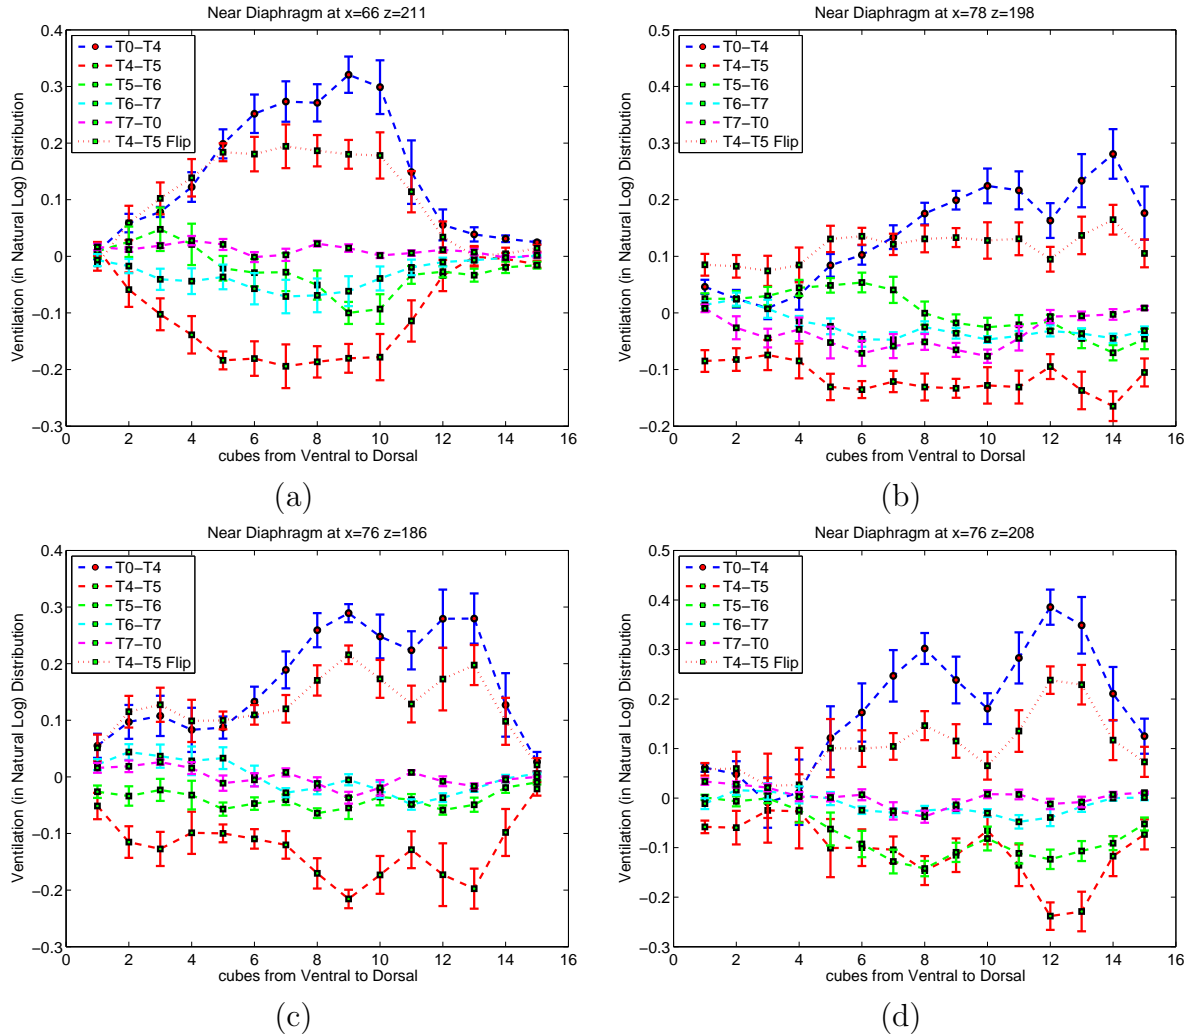 Near Diaphragm at x=66 z=211
Ventilation (in Natural Log) Distribution
0.4
0.3
0.2
0.1
0
−0.1
−0.2
−0.3
T0−T4
T4−T5
T5−T6
T6−T7
T7−T0
T4−T5 Flip
0 2 4 6 8 10 12 14 16
cubes from Ventral to Dorsal
(a)
Near Diaphragm at x=78 z=198
Ventilation (in Natural Log) Distribution
0.5
0.4
0.3
0.2
0.1
0
−0.1
−0.2
T0−T4
T4−T5
T5−T6
T6−T7
T7−T0
T4−T5 Flip
0 2 4 6 8 10 12 14 16
cubes from Ventral to Dorsal
(b)
Near Diaphragm at x=76 z=186
Ventilation (in Natural Log) Distribution
0.4
0.3
0.2
0.1
0
−0.1
−0.2
−0.3
T0−T4
T4−T5
T5−T6
T6−T7
T7−T0
T4−T5 Flip
0 2 4 6 8 10 12 14 16
cubes from Ventral to Dorsal
(c)
Near Diaphragm at x=76 z=208
Ventilation (in Natural Log) Distribution
0.5
0.4
0.3
0.2
0.1
0
−0.1
−0.2
−0.3
T0−T4
T4−T5
T5−T6
T6−T7
T7−T0
T4−T5 Flip
0 2 4 6 8 10 12 14 16
cubes from Ventral to Dorsal
(d)